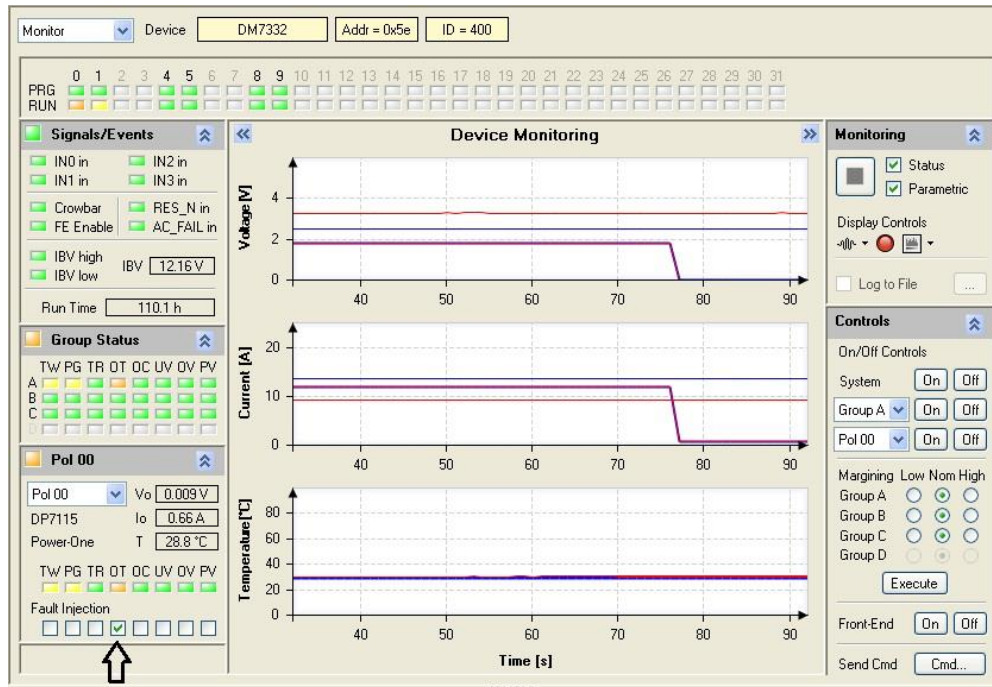 Monitor Device DM7332 Addr = 0x5e ID = 400
0 1 2 3 4 5 6 7 8 9 10 11 12 13 14 15 16 17 18 19 20 21 22 23 24 25 26 27 28 29 30 31
PRG
RUN
Signals/Events
IN0 in IN2 in
IN1 in IN3 in
Crowbar RES_N in
FE Enable AC_FAIL in
IBV high
IBV low
IBV 12.16 V
Run Time 110.1 h
Group Status
TW PG TR OT OC UV OV PV
A
B
C
D
Pol 00
Pol 00 Vo 0.009 V
DP7115 Io 0.66 A
Power-One T 28.8 °C
TW PG TR OT OC UV OV PV
Fault Injection
Device Monitoring
Voltage [V]
4
2
0
40 50 60 70 80 90
Current [A]
20
10
0
40 50 60 70 80 90
Temperature [°C]
80
60
40
20
0
40 50 60 70 80 90
Time [s]
Monitoring
Status
Parametric
Display Controls
Log to File ...
Controls
On/Off Controls
System On Off
Group A On Off
Pol 00 On Off
Margining Low Nom High
Group A
Group B
Group C
Group D
Execute
Front-End On Off
Send Cmd Cmd...